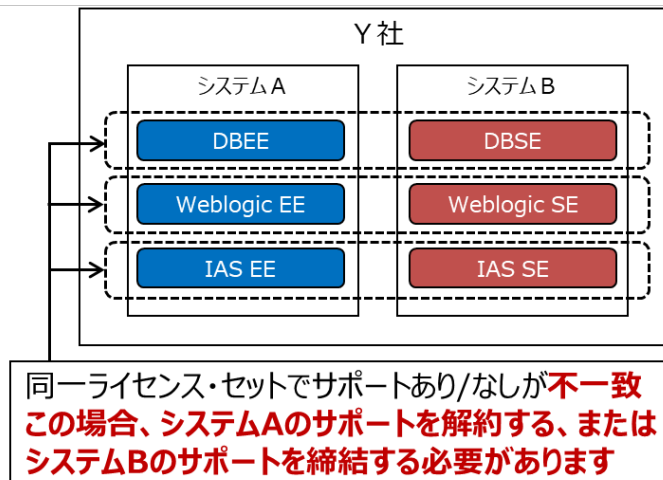 Y社
システムA システムB
DBEE DBSE
Weblogic EE Weblogic SE
IAS EE IAS SE
同一ライセンス・セットでサポートあり/なしが不一致
この場合、システムAのサポートを解約する、または
システムBのサポートを締結する必要があります